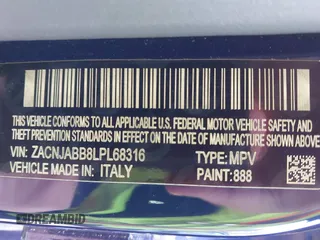 THIS VEHICLE CONFORMS TO ALL APPLICABLE U.S. FEDERAL MOTOR VEHICLE SAFETY AND
THEFT PREVENTION STANDARDS IN EFFECT ON THE DATE OF MANUFACTURE SHOWN ABOVE
VIN: ZACNJABB8LPL68316 TYPE: MPV
VEHICLE MADE IN: ITALY PAINT: 888
DREAMBID